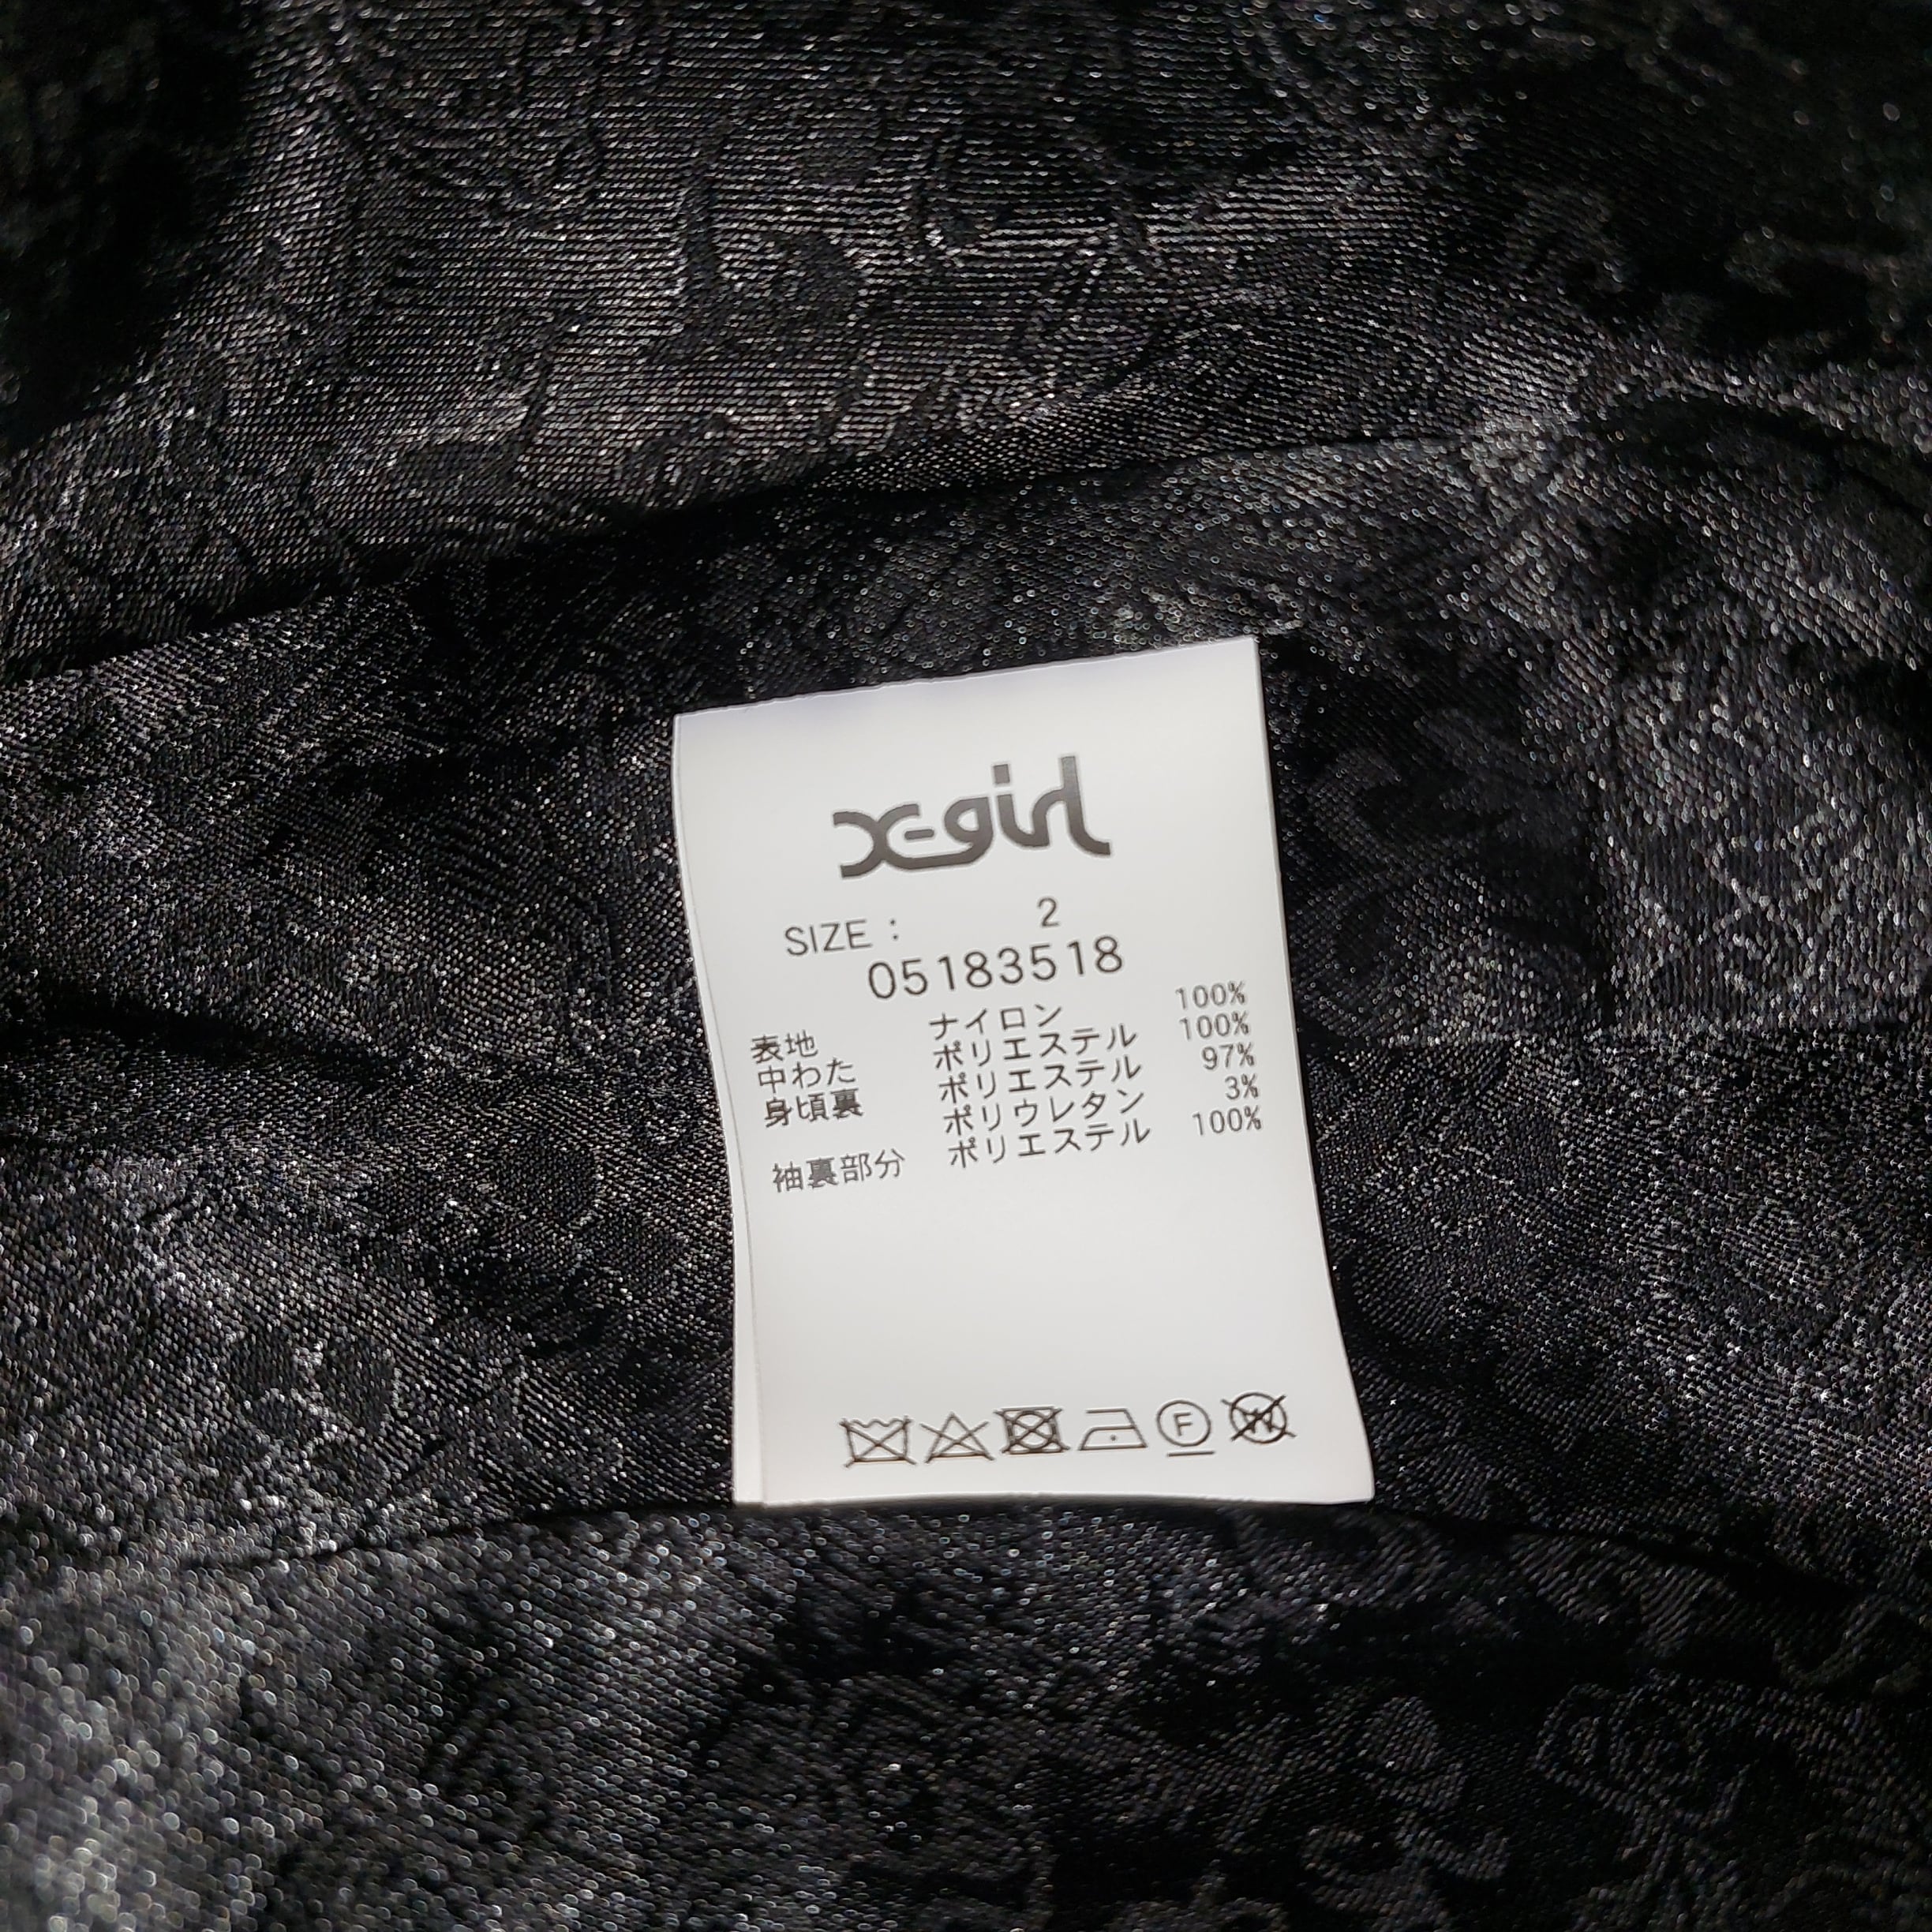 X-girl
SIZE : 2
05183518
表地 ナイロン 100%
中わた ポリエステル 100%
身頃裏 ポリエステル 97%
ポリウレタン 3%
袖裏部分 ポリエステル 100%
F W